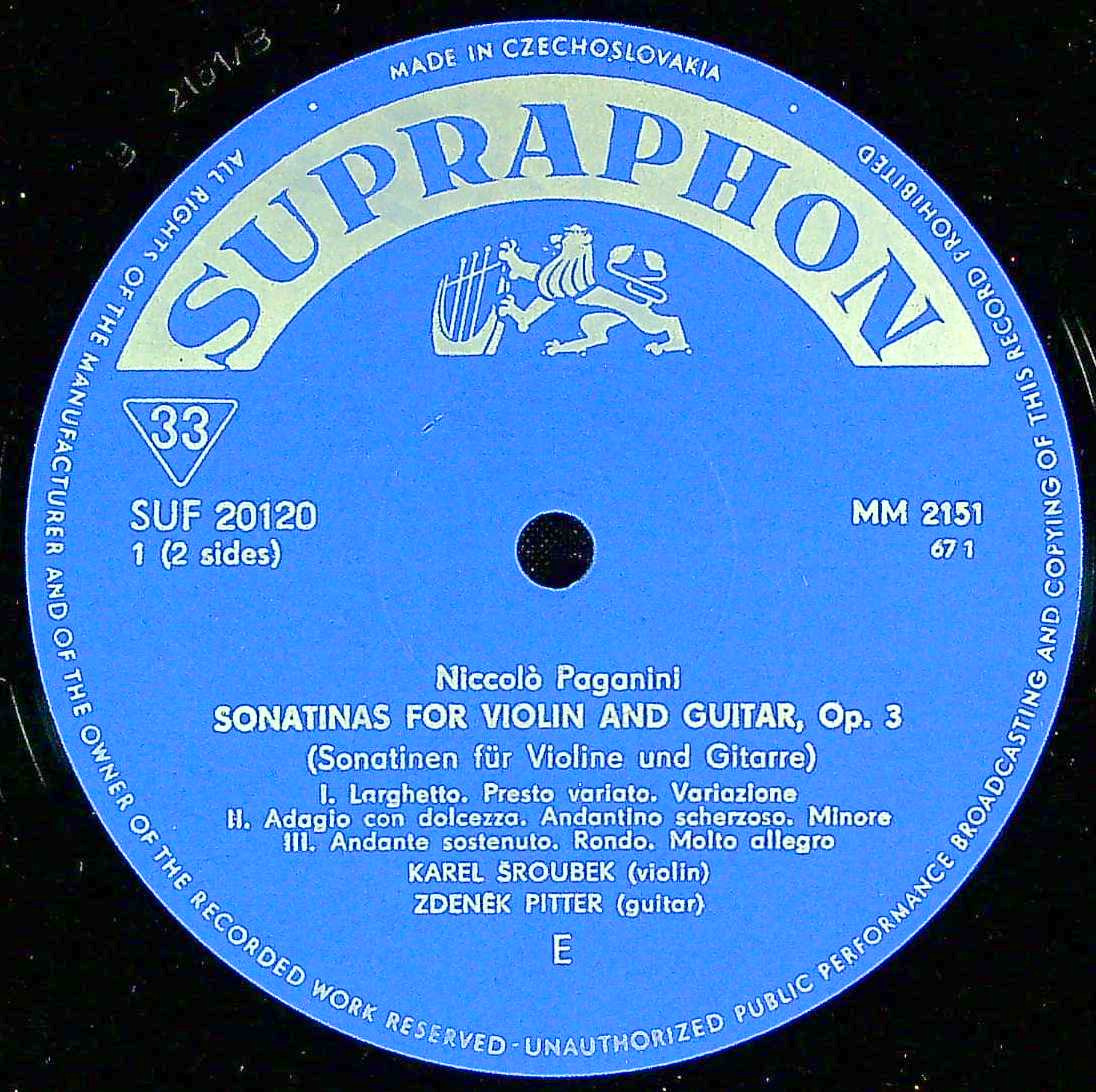 MADE IN CZECHOSLOVAKIA
SUPRAPHON
33
SUF 20120
1 (2 sides)
MM 2151
67 1
Niccolò Paganini
SONATINAS FOR VIOLIN AND GUITAR, Op. 3
(Sonatinen für Violine und Gitarre)
I. Larghetto. Presto variato. Variazione
II. Adagio con dolcezza. Andantino scherzoso. Minore
III. Andante sostenuto. Rondo. Molto allegro
KAREL ŠROUBEK (violin)
ZDENĚK PITTER (guitar)
E
ALL RIGHTS OF THE MANUFACTURER AND OF THE OWNER OF THE RECORDED WORK RESERVED - UNAUTHORIZED PUBLIC PERFORMANCE BROADCASTING AND COPYING OF THIS RECORD PROHIBITED